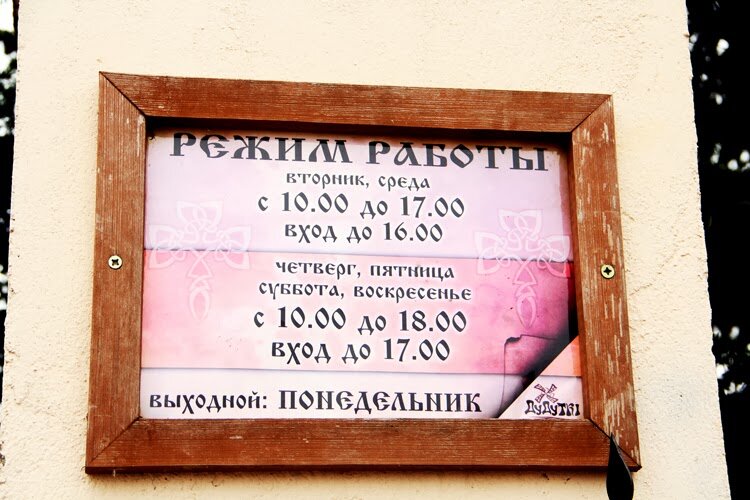 РЕЖИМ РАБОТЫ
ВТОРНИК, СРЕДА
с 10.00 до 17.00
вход до 16.00
ЧЕТВЕРГ, ПЯТНИЦА
СУББОТА, ВОСКРЕСЕНЬЕ
с 10.00 до 18.00
вход до 17.00
ВЫХОДНОЙ: ПОНЕДЕЛЬНИК
ДУДУТКІ